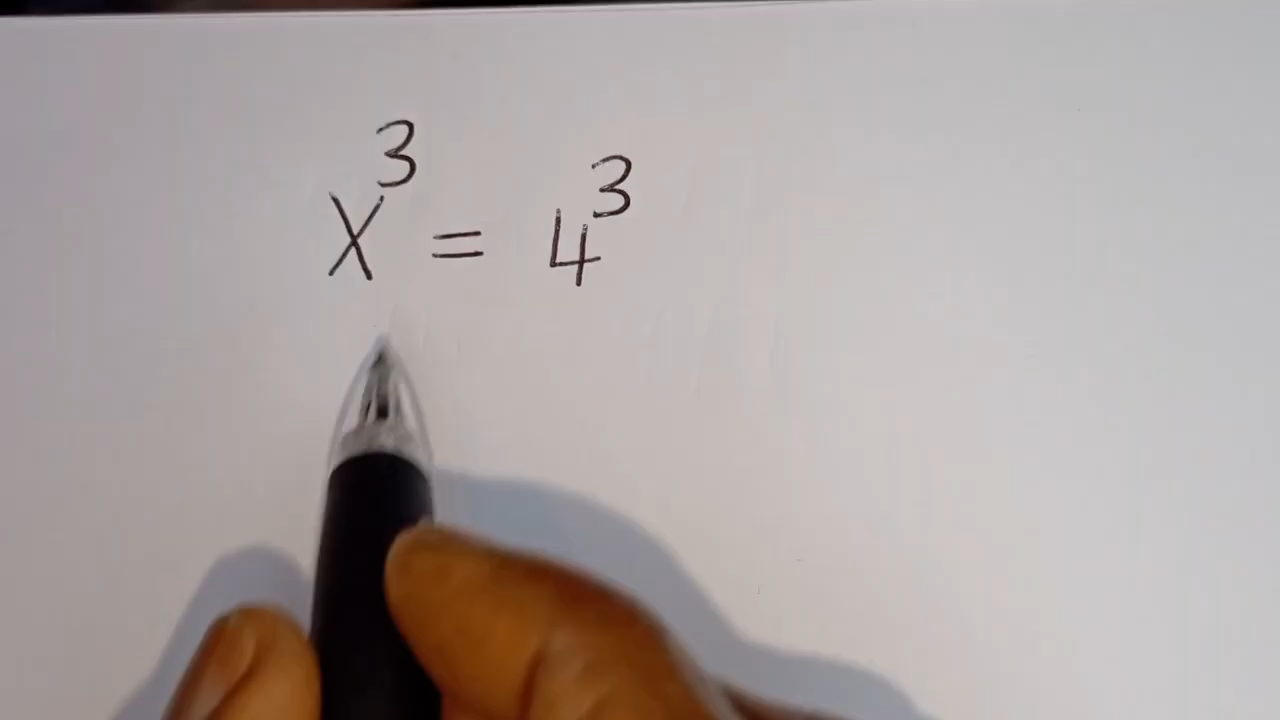 X³ = 4³